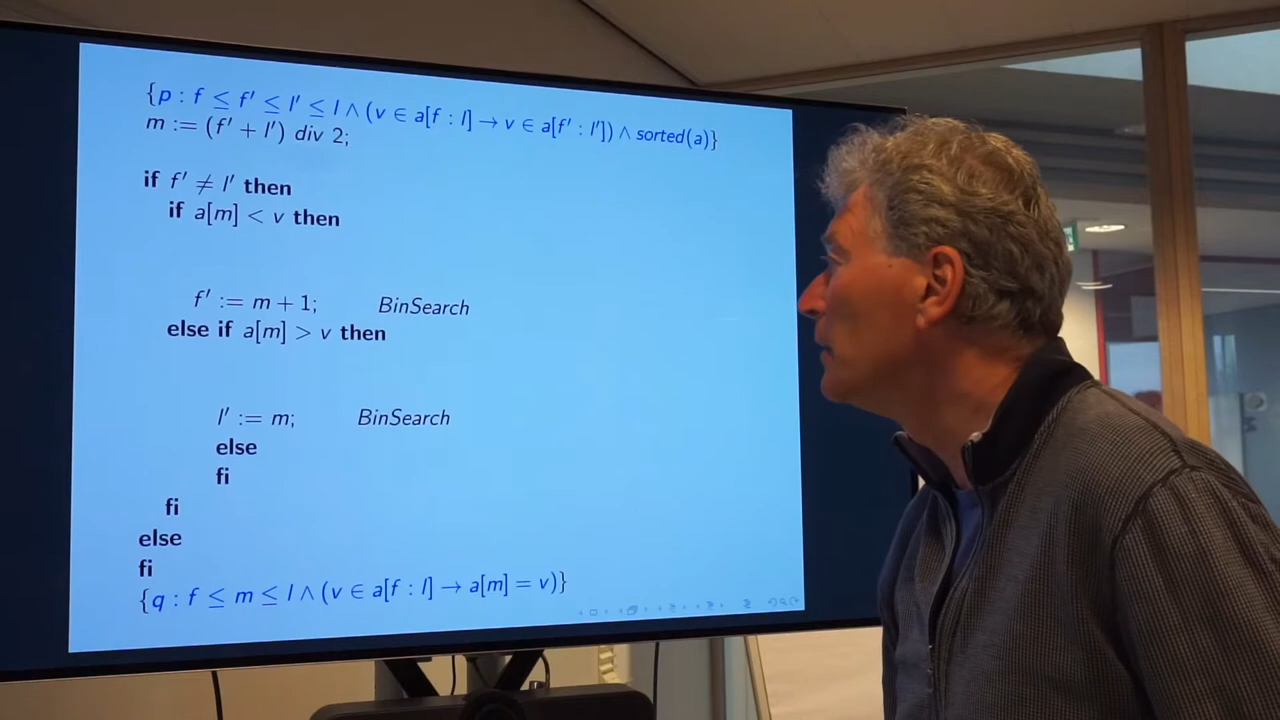 {p : f ≤ f′ ≤ l′ ≤ l ∧ (v ∈ a[f : l] → v ∈ a[f′ : l′]) ∧ sorted(a)}
m := (f′ + l′) div 2;
if f′ ≠ l′ then
if a[m] < v then
f′ := m + 1; BinSearch
else if a[m] > v then
l′ := m; BinSearch
else
fi
fi
else
fi
{q : f ≤ m ≤ l ∧ (v ∈ a[f : l] → a[m] = v)}